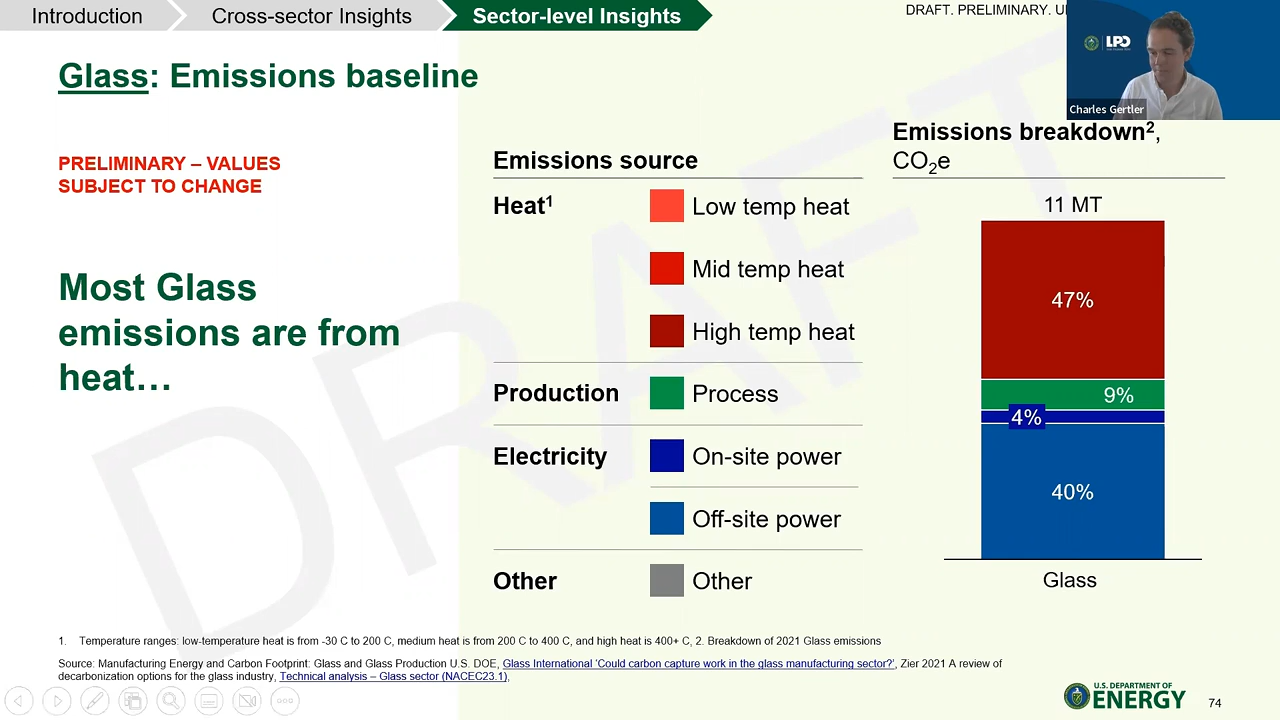 Introduction
Cross-sector Insights
Sector-level Insights
DRAFT. PRELIMINARY.
LPO
Charles Gertler
Glass: Emissions baseline
PRELIMINARY – VALUES
SUBJECT TO CHANGE
Most Glass
emissions are from
heat…
Emissions source
Heat¹
Low temp heat
Mid temp heat
High temp heat
Production
Process
Electricity
On-site power
Off-site power
Other
Other
Emissions breakdown²,
CO₂e
11 MT
47%
9%
4%
40%
Glass
DRAFT
1. Temperature ranges: low-temperature heat is from -30 C to 200 C, medium heat is from 200 C to 400 C, and high heat is 400+ C, 2. Breakdown of 2021 Glass emissions
Source: Manufacturing Energy and Carbon Footprint: Glass and Glass Production U.S. DOE, Glass International 'Could carbon capture work in the glass manufacturing sector?', Zier 2021 A review of
decarbonization options for the glass industry, Technical analysis – Glass sector (NACEC23.1),
U.S. DEPARTMENT OF
ENERGY
74